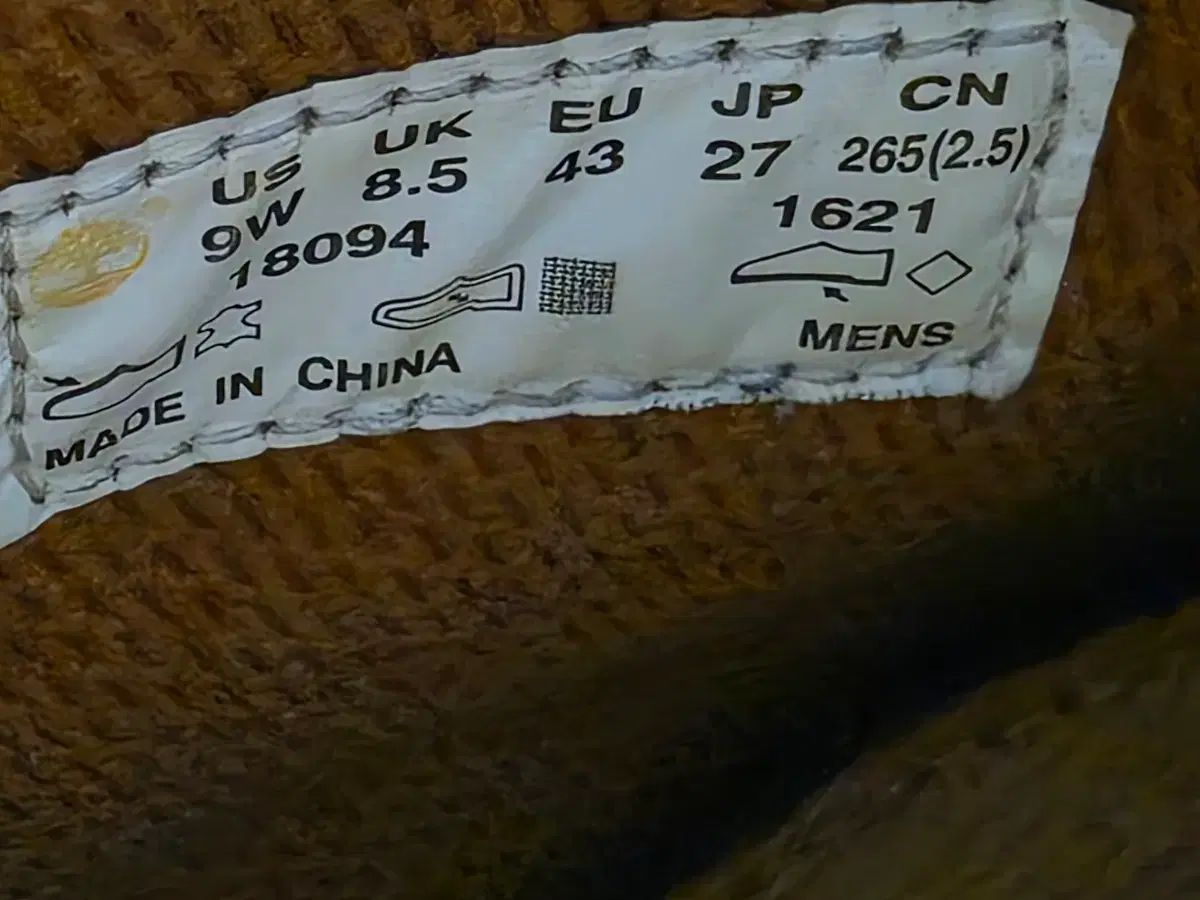 US UK EU JP CN
9W 8.5 43 27 265(2.5)
18094 1621
MENS
MADE IN CHINA